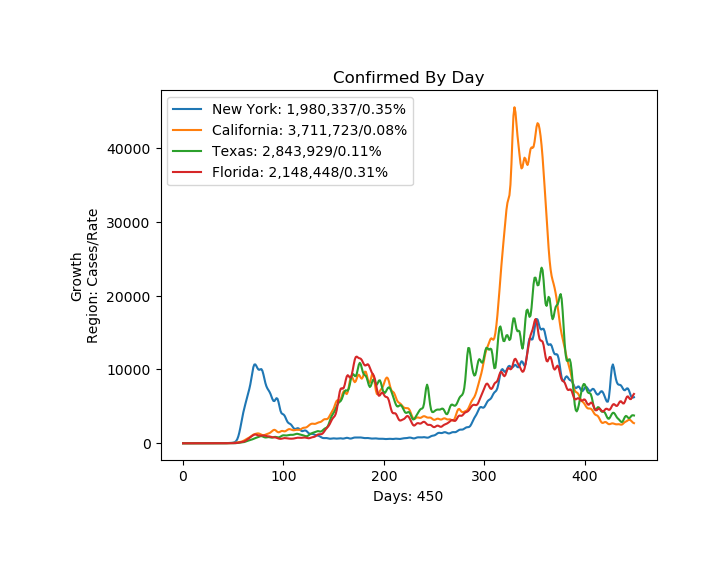 Confirmed By Day
New York: 1,980,337/0.35%
California: 3,711,723/0.08%
Texas: 2,843,929/0.11%
Florida: 2,148,448/0.31%
Growth
Region: Cases/Rate
40000
30000
20000
10000
0
0 100 200 300 400
Days: 450